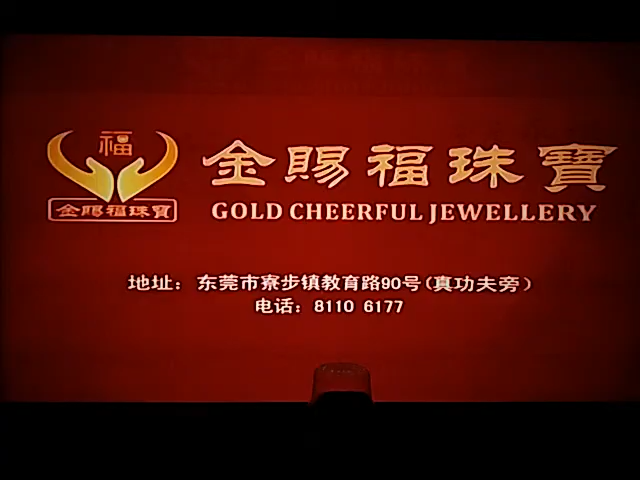 福
金賜福珠寶
金賜福珠寶
GOLD CHEERFUL JEWELLERY
地址：东莞市寮步镇教育路90号(真功夫旁)
电话：8110 6177